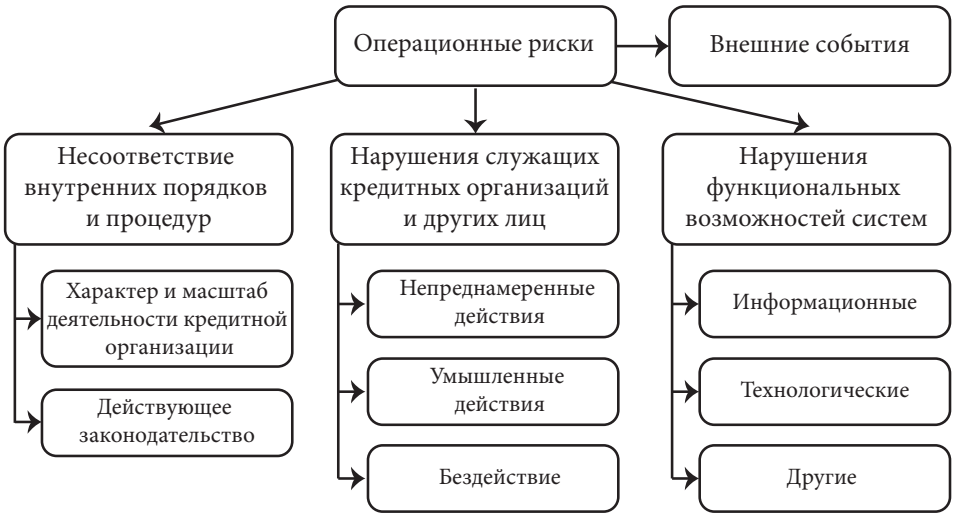 Операционные риски
Внешние события
Несоответствие
внутренних порядков
и процедур
Характер и масштаб
деятельности кредитной
организации
Действующее
законодательство
Нарушения служащих
кредитных организаций
и других лиц
Непреднамеренные
действия
Умышленные
действия
Бездействие
Нарушения
функциональных
возможностей систем
Информационные
Технологические
Другие